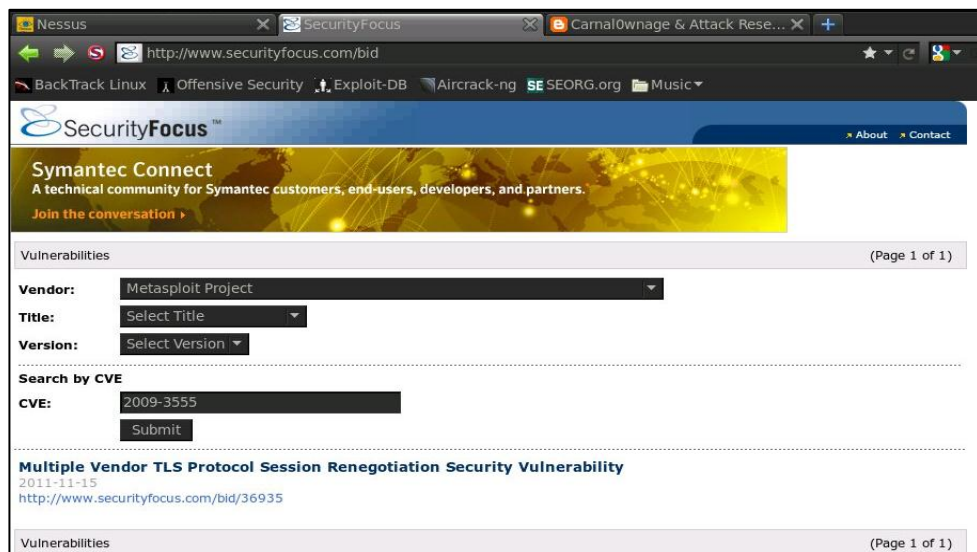 Nessus
SecurityFocus
Carnal0wnage & Attack Rese...
http://www.securityfocus.com/bid
BackTrack Linux Offensive Security Exploit-DB Aircrack-ng SE SEORG.org Music
SecurityFocus™
About Contact
Symantec Connect
A technical community for Symantec customers, end-users, developers, and partners.
Join the conversation
Vulnerabilities (Page 1 of 1)
Vendor: Metasploit Project
Title: Select Title
Version: Select Version
Search by CVE
CVE: 2009-3555
Submit
Multiple Vendor TLS Protocol Session Renegotiation Security Vulnerability
2011-11-15
http://www.securityfocus.com/bid/36935
Vulnerabilities (Page 1 of 1)